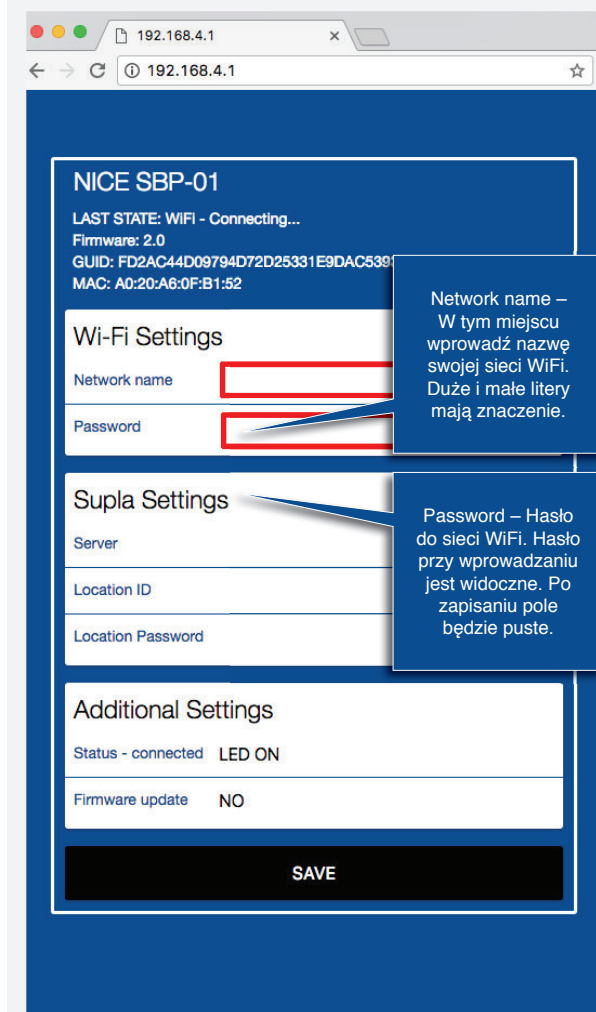 192.168.4.1
192.168.4.1
NICE SBP-01
LAST STATE: WiFi - Connecting...
Firmware: 2.0
GUID: FD2AC44D09794D72D25331E9DAC539
MAC: A0:20:A6:0F:B1:52
Network name –
W tym miejscu
wprowadź nazwę
swojej sieci WiFi.
Duże i małe litery
mają znaczenie.
Wi-Fi Settings
Network name
Password
Password – Hasło
do sieci WiFi. Hasło
przy wprowadzaniu
jest widoczne. Po
zapisaniu pole
będzie puste.
Supla Settings
Server
Location ID
Location Password
Additional Settings
Status - connected LED ON
Firmware update NO
SAVE